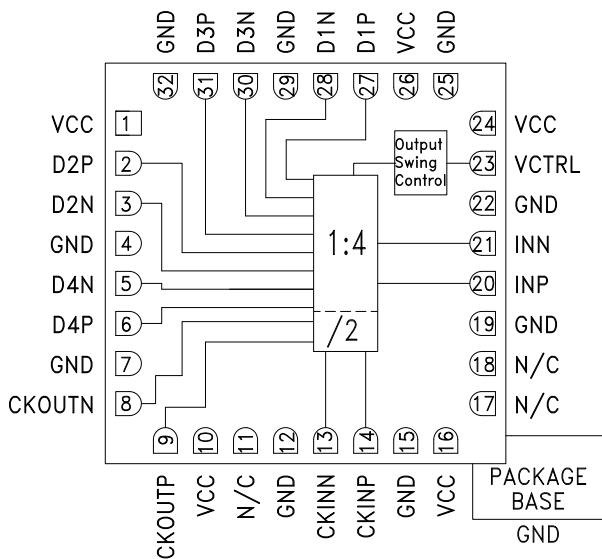 GND D3P D3N GND D1N D1P VCC GND
32 31 30 29 28 27 26 25
VCC 1
D2P 2
D2N 3
GND 4
D4N 5
D4P 6
GND 7
CKOUTN 8
Output
Swing
Control
1:4
/2
24 VCC
23 VCTRL
22 GND
21 INN
20 INP
19 GND
18 N/C
17 N/C
9 10 11 12 13 14 15 16
CKOUTP VCC N/C GND CKINN CKINP GND VCC
PACKAGE
BASE
GND